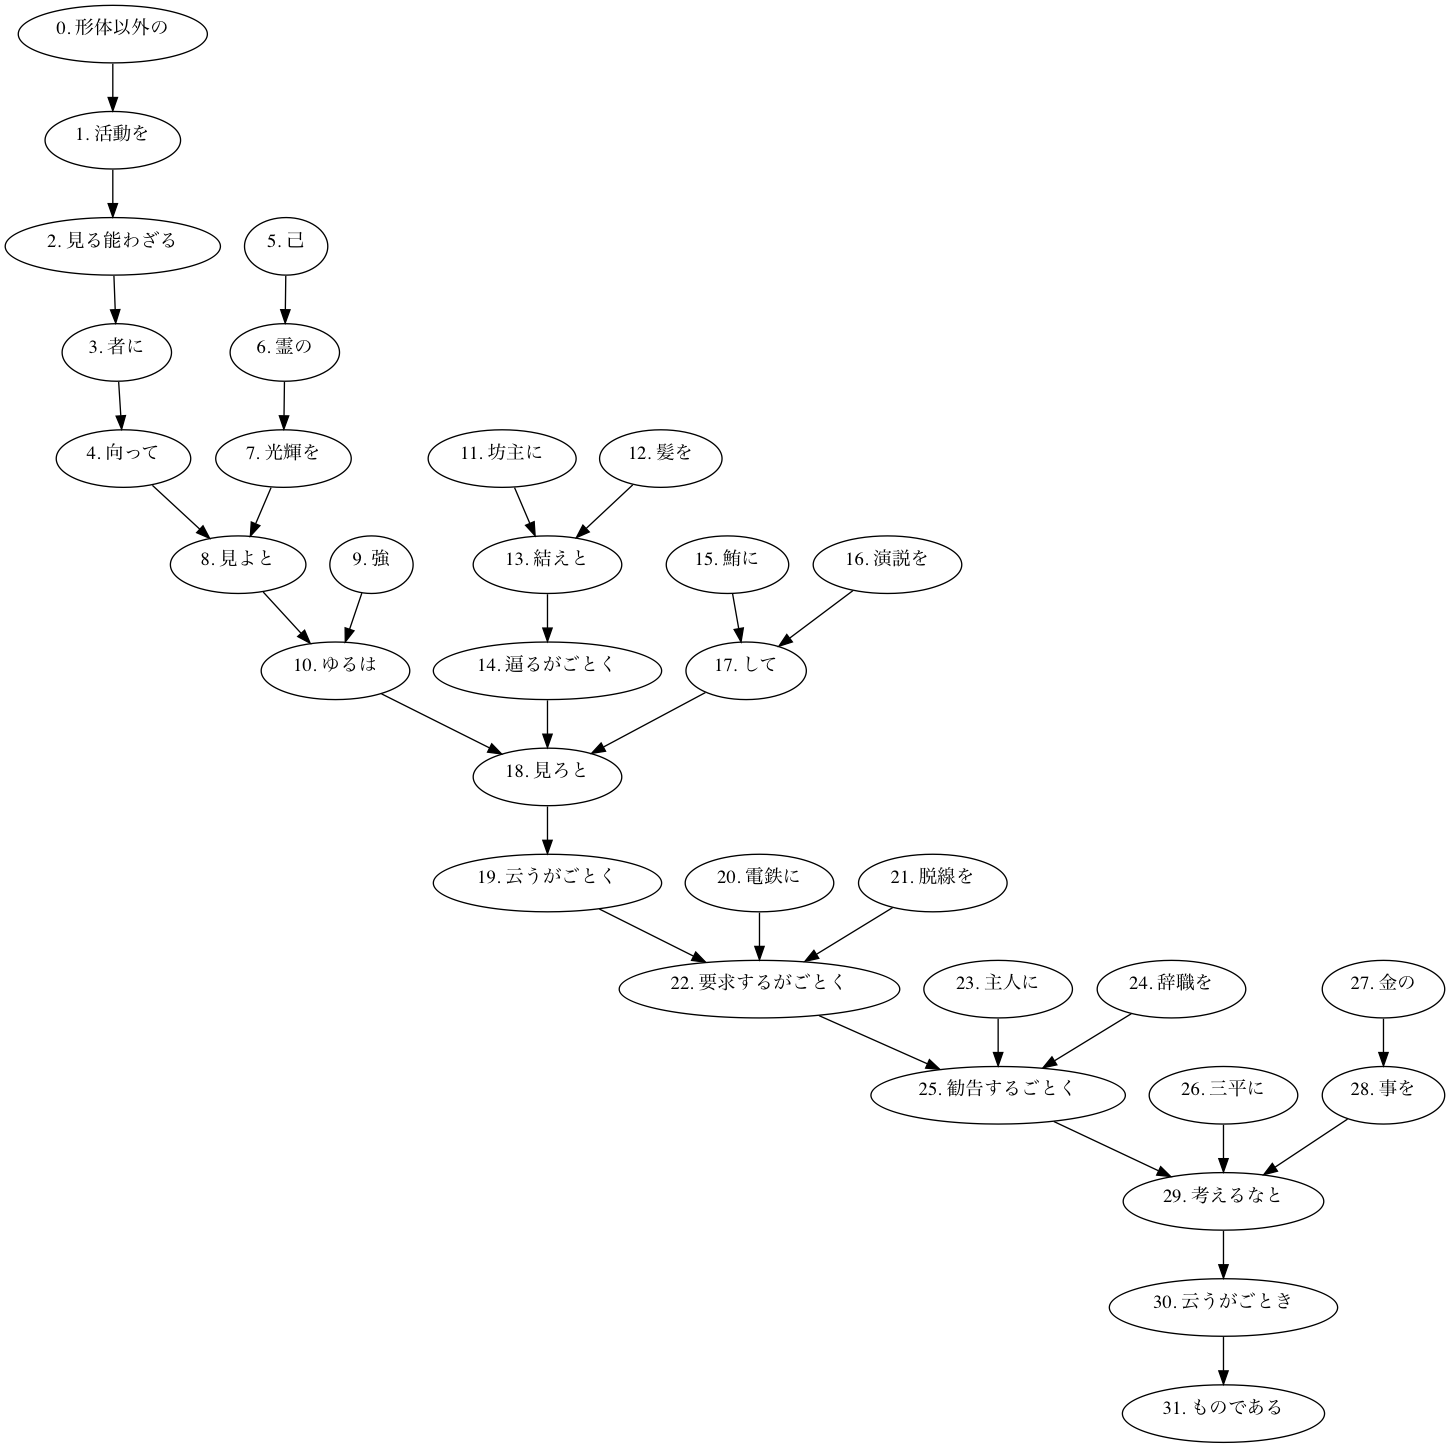 0. 形体以外の
1. 活動を
2. 見る能わざる
3. 者に
4. 向って
5. 己
6. 霊の
7. 光輝を
8. 見よと
9. 強
10. ゆるは
11. 坊主に
12. 髪を
13. 結えと
14. 逼るがごとく
15. 鮪に
16. 演説を
17. して
18. 見ろと
19. 云うがごとく
20. 電鉄に
21. 脱線を
22. 要求するがごとく
23. 主人に
24. 辞職を
25. 勧告するごとく
26. 三平に
27. 金の
28. 事を
29. 考えるなと
30. 云うがごとき
31. ものである